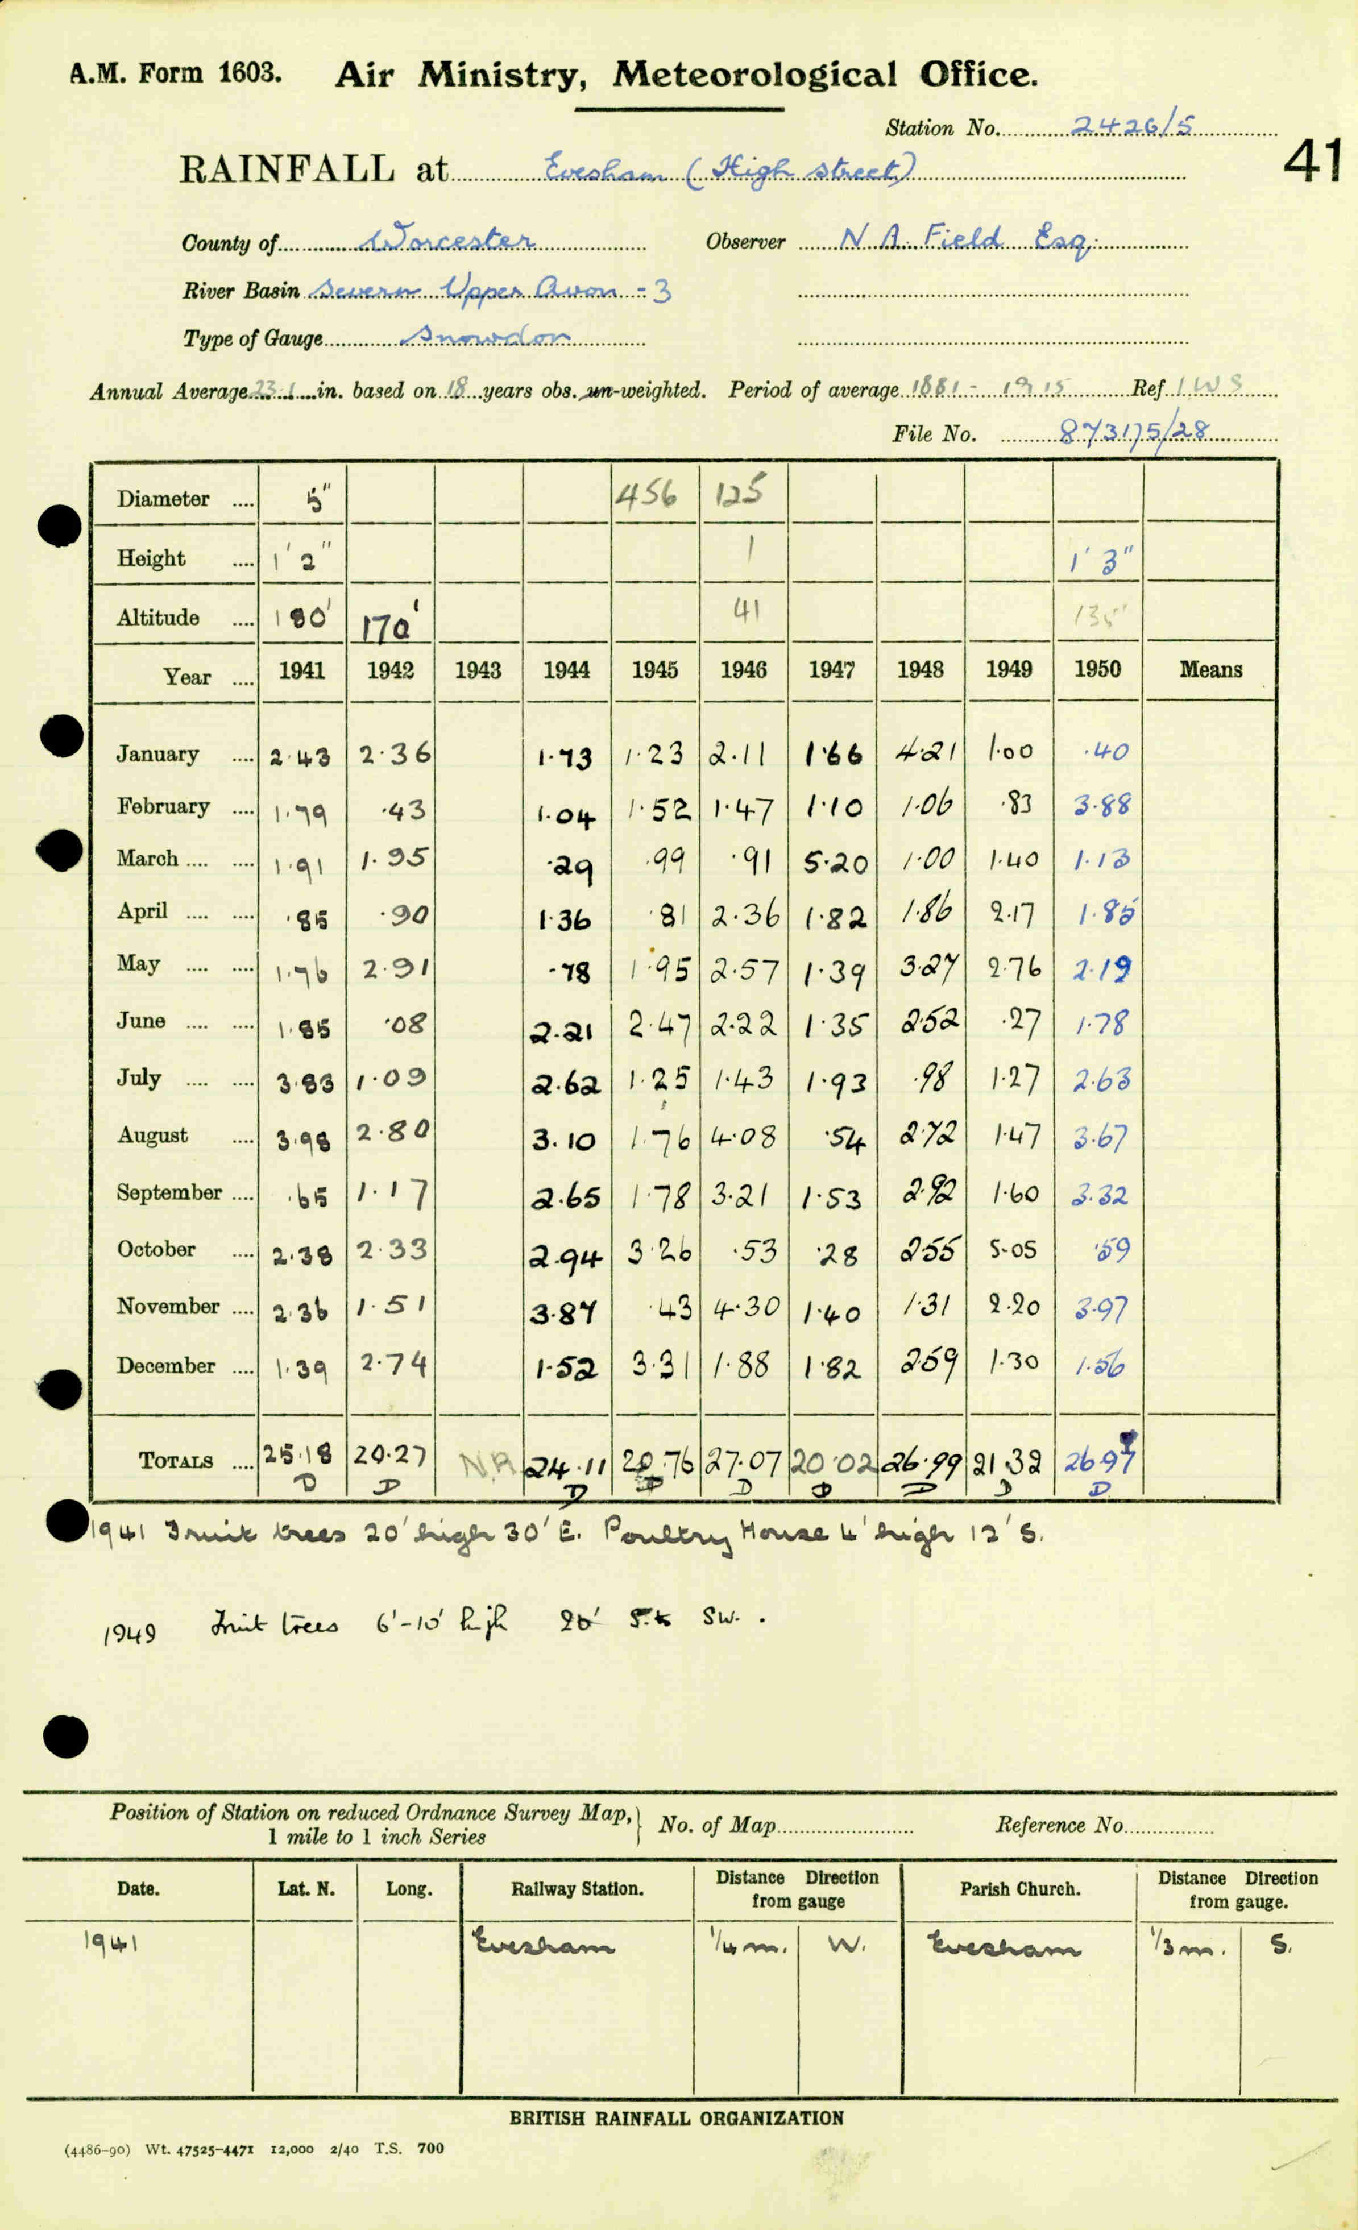 A.M. Form 1603. Air Ministry, Meteorological Office.
Station No. 2426/5
41
RAINFALL at Evesham (High Street)
County of Worcester Observer N A. Field Esq.
River Basin Severn Upper Avon - 3
Type of Gauge Snowdon
Annual Average 23.1 in. based on 18 years obs. un-weighted. Period of average 1881 - 1915 Ref IWS
File No. 873175/28
Diameter .... 5" 456 125
Height .... 1' 2" 1 1' 3"
Altitude .... 180' 170' 41 135'
Year .... 1941 1942 1943 1944 1945 1946 1947 1948 1949 1950 Means
January .... 2.43 2.36 1.73 1.23 2.11 1.66 4.21 1.00 .40
February .... 1.79 .43 1.04 1.52 1.47 1.10 1.06 .83 3.88
March .... .... 1.91 1.95 .29 .99 .91 5.20 1.00 1.40 1.13
April .... .... .85 .90 1.36 .81 2.36 1.82 1.86 2.17 1.85
May .... .... 1.76 2.91 .78 1.95 2.57 1.39 3.27 2.76 2.19
June .... .... 1.85 .08 2.21 2.47 2.22 1.35 2.52 .27 1.78
July .... .... 3.83 1.09 2.62 1.25 1.43 1.93 .98 1.27 2.63
August .... 3.98 2.80 3.10 1.76 4.08 .54 2.72 1.47 3.67
September .... .65 1.17 2.65 1.78 3.21 1.53 2.92 1.60 3.32
October .... 2.38 2.33 2.94 3.26 .53 .28 2.55 5.05 .59
November .... 2.36 1.51 3.87 .43 4.30 1.40 1.31 2.20 3.97
December .... 1.39 2.74 1.52 3.31 1.88 1.82 2.59 1.30 1.56
TOTALS .... 25.18 20.27 N.R. 24.11 20.76 27.07 20.02 26.99 21.32 26.97
D D D D D D D D D
1941 Fruit trees 20' high 30' E. Poultry House 4' high 12' S.
1949 Fruit trees 6'-10' high 20' SW.
Position of Station on reduced Ordnance Survey Map, 1 mile to 1 inch Series No. of Map Reference No.
Date. Lat. N. Long. Railway Station. Distance Direction from gauge Parish Church. Distance Direction from gauge.
1941 Evesham 1/4 m. W. Evesham 1/3 m. S.
BRITISH RAINFALL ORGANIZATION
(4486-90) Wt. 47525-4471 12,000 2/40 T.S. 700